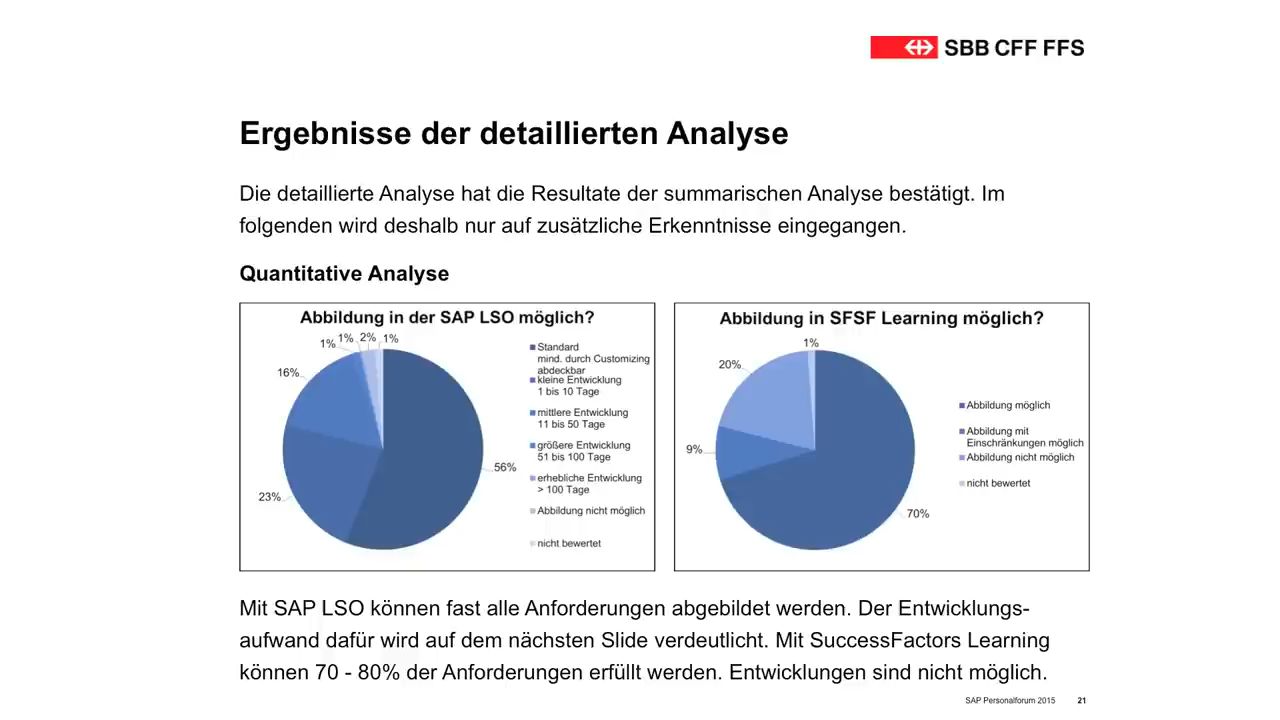 SBB CFF FFS
Ergebnisse der detaillierten Analyse
Die detaillierte Analyse hat die Resultate der summarischen Analyse bestätigt. Im
folgenden wird deshalb nur auf zusätzliche Erkenntnisse eingegangen.
Quantitative Analyse
Abbildung in der SAP LSO möglich?
1%
1%
2%
1%
16%
23%
56%
Standard
mind. durch Customizing
abdeckbar
kleine Entwicklung
1 bis 10 Tage
mittlere Entwicklung
11 bis 50 Tage
größere Entwicklung
51 bis 100 Tage
erhebliche Entwicklung
> 100 Tage
Abbildung nicht möglich
nicht bewertet
Abbildung in SFSF Learning möglich?
1%
20%
9%
70%
Abbildung möglich
Abbildung mit
Einschränkungen möglich
Abbildung nicht möglich
nicht bewertet
Mit SAP LSO können fast alle Anforderungen abgebildet werden. Der Entwicklungs-
aufwand dafür wird auf dem nächsten Slide verdeutlicht. Mit SuccessFactors Learning
können 70 - 80% der Anforderungen erfüllt werden. Entwicklungen sind nicht möglich.
SAP Personalforum 2015 21